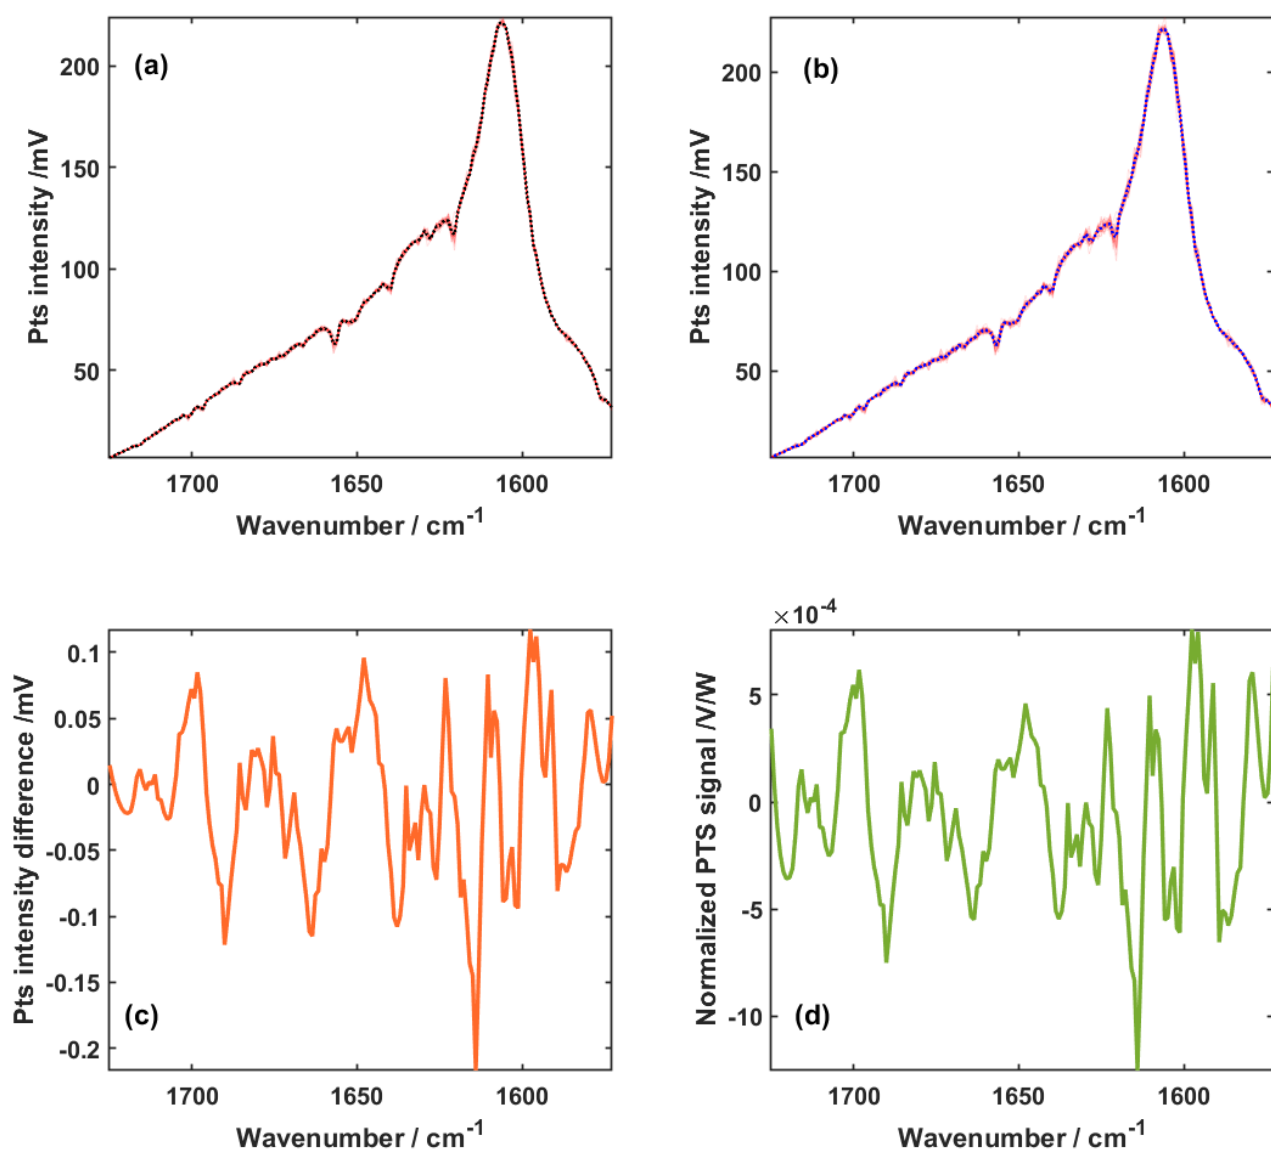 (a)
200
150
100
50
Pts intensity /mV
1700 1650 1600
Wavenumber / cm-1
(b)
200
150
100
50
Pts intensity /mV
1700 1650 1600
Wavenumber / cm-1
0.1
0.05
0
-0.05
-0.1
-0.15
-0.2
Pts intensity difference /mV
(c)
1700 1650 1600
Wavenumber / cm-1
×10-4
5
0
-5
-10
Normalized PTS signal /V/W
(d)
1700 1650 1600
Wavenumber / cm-1